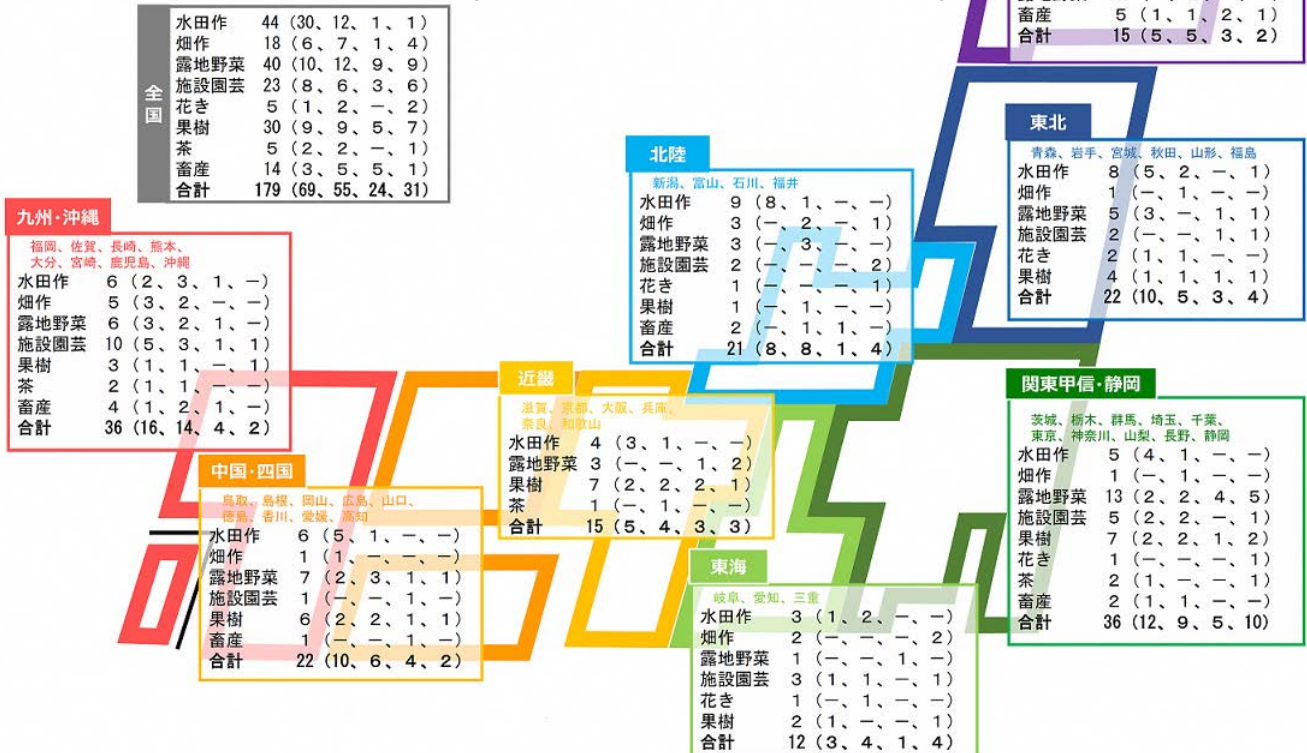 全国
水田作 44 (30、12、1、1)
畑作 18 (6、7、1、4)
露地野菜 40 (10、12、9、9)
施設園芸 23 (8、6、3、6)
花き 5 (1、2、－、2)
果樹 30 (9、9、5、7)
茶 5 (2、2、－、1)
畜産 14 (3、5、5、1)
合計 179 (69、55、24、31)
畜産 5 (1、1、2、1)
合計 15 (5、5、3、2)
東北
青森、岩手、宮城、秋田、山形、福島
水田作 8 (5、2、－、1)
畑作 1 (－、1、－、－)
露地野菜 5 (3、－、1、1)
施設園芸 2 (－、－、1、1)
花き 2 (1、1、－、－)
果樹 4 (1、1、1、1)
合計 22 (10、5、3、4)
北陸
新潟、富山、石川、福井
水田作 9 (8、1、－、－)
畑作 3 (－、2、－、1)
露地野菜 3 (－、3、－、－)
施設園芸 2 (－、－、－、2)
花き 1 (－、－、－、1)
果樹 1 (－、1、－、－)
畜産 2 (－、1、1、－)
合計 21 (8、8、1、4)
九州・沖縄
福岡、佐賀、長崎、熊本、
大分、宮崎、鹿児島、沖縄
水田作 6 (2、3、1、－)
畑作 5 (3、2、－、－)
露地野菜 6 (3、2、1、－)
施設園芸 10 (5、3、1、1)
果樹 3 (1、1、－、1)
茶 2 (1、1、－、－)
畜産 4 (1、2、1、－)
合計 36 (16、14、4、2)
近畿
滋賀、京都、大阪、兵庫、
奈良、和歌山
水田作 4 (3、1、－、－)
露地野菜 3 (－、－、1、2)
果樹 7 (2、2、2、1)
茶 1 (－、1、－、－)
合計 15 (5、4、3、3)
関東甲信・静岡
茨城、栃木、群馬、埼玉、千葉、
東京、神奈川、山梨、長野、静岡
水田作 5 (4、1、－、－)
畑作 1 (－、1、－、－)
露地野菜 13 (2、2、4、5)
施設園芸 5 (2、2、－、1)
果樹 7 (2、2、1、2)
花き 1 (－、－、－、1)
茶 2 (1、－、－、1)
畜産 2 (1、1、－、－)
合計 36 (12、9、5、10)
中国・四国
鳥取、島根、岡山、広島、山口、
徳島、香川、愛媛、高知
水田作 6 (5、1、－、－)
畑作 1 (1、－、－、－)
露地野菜 7 (2、3、1、1)
施設園芸 1 (－、－、1、－)
果樹 6 (2、2、1、1)
畜産 1 (－、－、1、－)
合計 22 (10、6、4、2)
東海
岐阜、愛知、三重
水田作 3 (1、2、－、－)
畑作 2 (－、－、－、2)
露地野菜 1 (－、－、1、－)
施設園芸 3 (1、1、－、1)
花き 1 (－、1、－、－)
果樹 2 (1、－、－、1)
合計 12 (3、4、1、4)